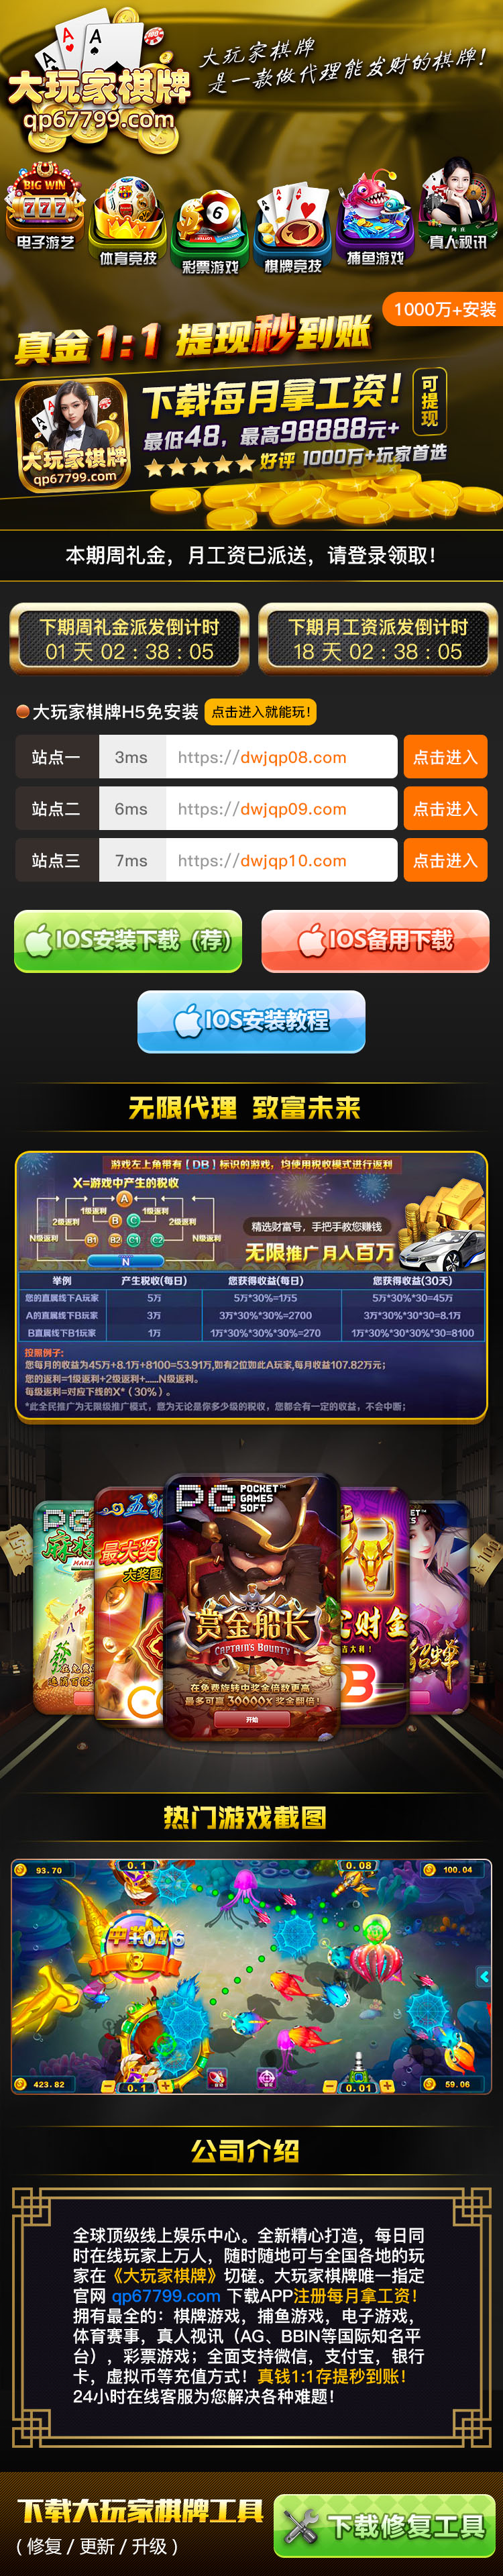 大玩家棋牌
qp67799.com
大玩家棋牌
是一款做代理能发财的棋牌!
BIG WIN
777
电子游艺
体育竞技
6
彩票游戏
棋牌竞技
捕鱼游戏
真人视讯
1000万+安装
真金1:1 提现秒到账
大玩家棋牌
qp67799.com
下载每月拿工资!
可提现
最低48，最高98888元+
好评 1000万+玩家首选
本期周礼金，月工资已派送，请登录领取!
下期周礼金派发倒计时
01 天 02 : 38 : 05
下期月工资派发倒计时
18 天 02 : 38 : 05
大玩家棋牌H5免安装 点击进入就能玩!
站点一 3ms https://dwjqp08.com 点击进入
站点二 6ms https://dwjqp09.com 点击进入
站点三 7ms https://dwjqp10.com 点击进入
IOS安装下载（荐）
IOS备用下载
IOS安装教程
无限代理 致富未来
游戏左上角带有【DB】标识的游戏，均使用税收模式进行返利
X=游戏中产生的税收
A
1级返利 1级返利
2级返利 B C 2级返利
N级返利 B1 B2 C1 C2 N级返利
N
精选财富号，手把手教您赚钱
无限推广月入百万
举例 产生税收(每日) 您获得收益(每日) 您获得收益(30天)
您的直属线下A玩家 5万 5万*30%=1万5 5万*30%*30=45万
A的直属线下B玩家 3万 3万*30%*30%=2700 3万*30%*30%*30=8.1万
B直属线下B1玩家 1万 1万*30%*30%*30%=270 1万*30%*30%*30%*30=8100
按照例子:
您每月的收益为45万+8.1万+8100=53.91万,如有2位如此A玩家,每月收益107.82万元;
您的返利=1级返利+2级返利+......N级返利。
每级返利=对应下线的X*（30%）。
*此全民推广为无限级推广模式，意为无论是你多少级的税收，您都会有一定的收益，不会中断;
PG POCKET GAMES SOFT
赏金船长
CAPTAIN'S BOUNTY
在免费旋转中奖金倍数更高
最多可赢 30000x 奖金翻倍!
开始
热门游戏截图
93.70
0.1
0.08
100.04
3
423.82
0.1
0.01
59.06
公司介绍
全球顶级线上娱乐中心。全新精心打造，每日同
时在线玩家上万人，随时随地可与全国各地的玩
家在《大玩家棋牌》切磋。大玩家棋牌唯一指定
官网 qp67799.com 下载APP注册每月拿工资!
拥有最全的：棋牌游戏，捕鱼游戏，电子游戏，
体育赛事，真人视讯（AG、BBIN等国际知名平
台），彩票游戏；全面支持微信，支付宝，银行
卡，虚拟币等充值方式！真钱1:1存提秒到账!
24小时在线客服为您解决各种难题!
下载大玩家棋牌工具
( 修复 / 更新 / 升级 )
下载修复工具